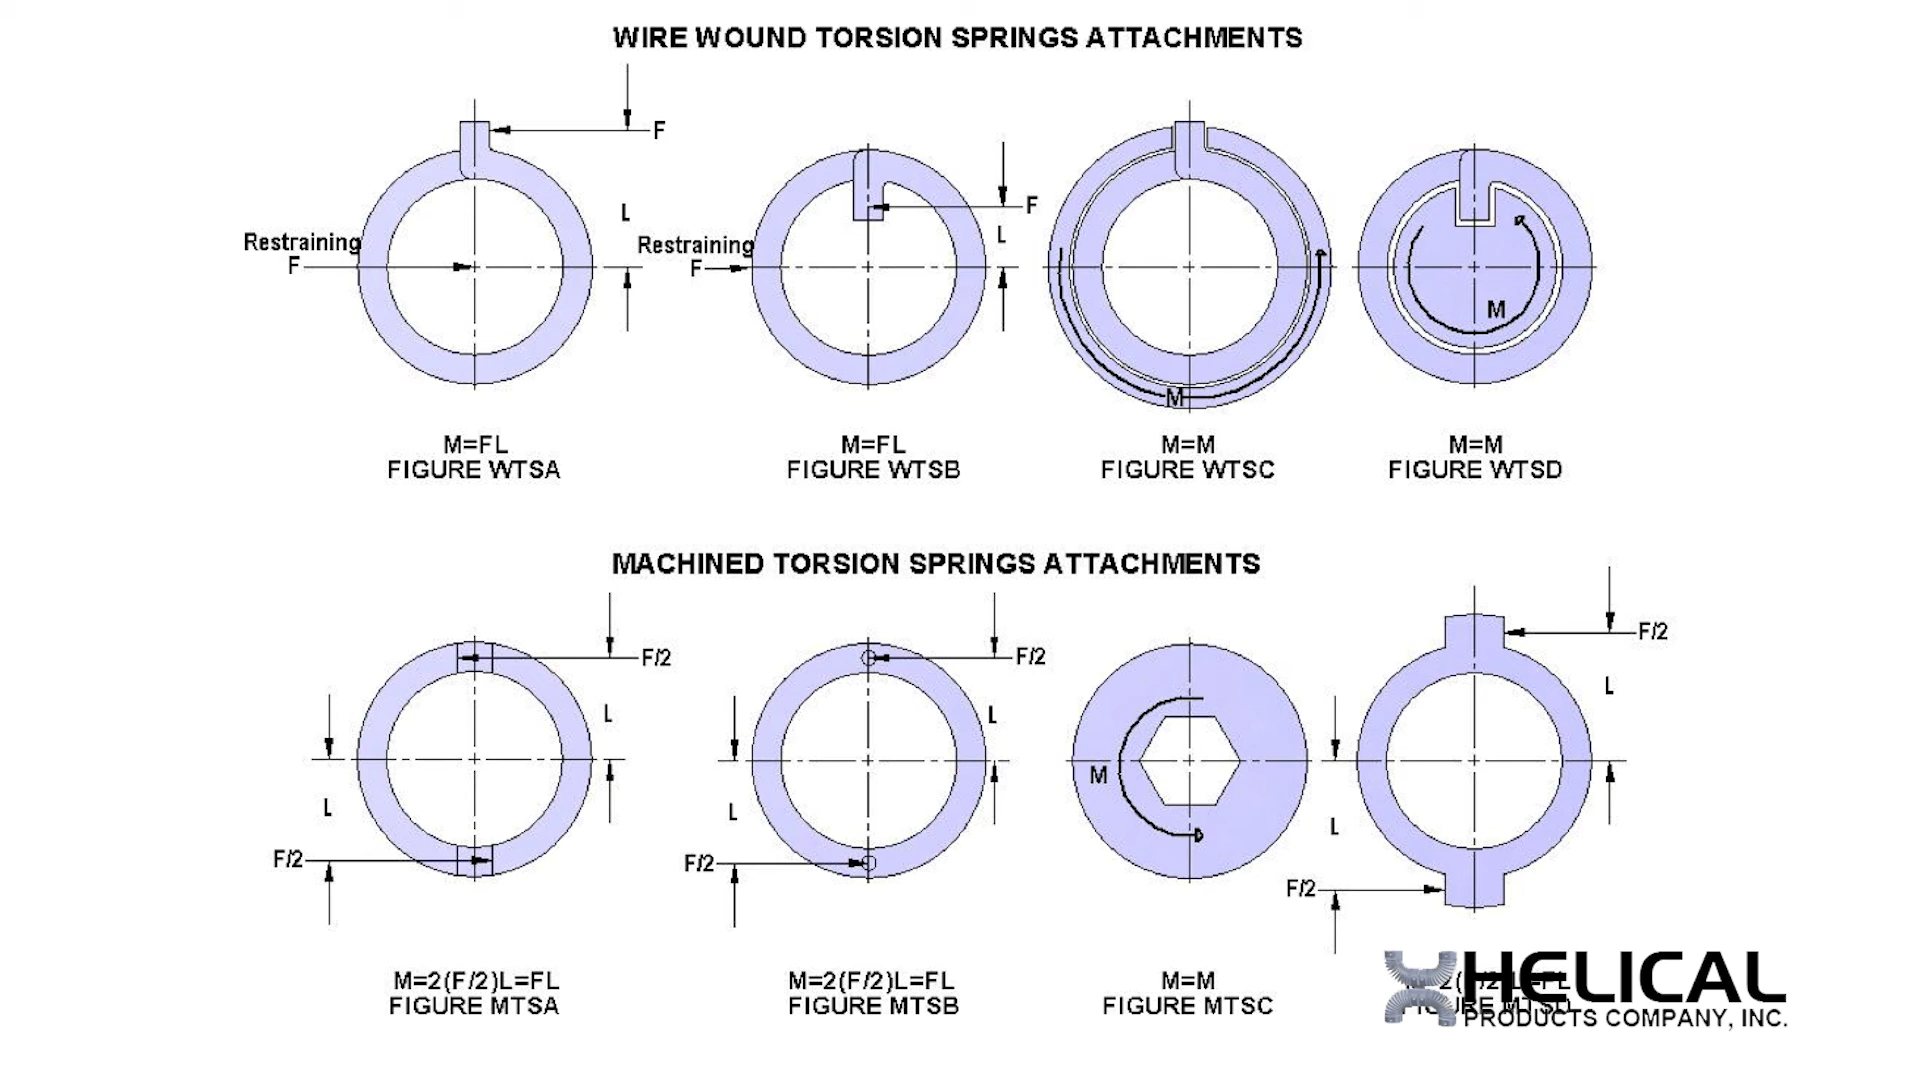 WIRE WOUND TORSION SPRINGS ATTACHMENTS
F
L
Restraining
F
M=FL
FIGURE WTSA
F
L
Restraining
F
M=FL
FIGURE WTSB
M
M=M
FIGURE WTSC
M
M=M
FIGURE WTSD
MACHINED TORSION SPRINGS ATTACHMENTS
F/2
L
L
F/2
M=2(F/2)L=FL
FIGURE MTSA
F/2
L
L
F/2
M=2(F/2)L=FL
FIGURE MTSB
M
M=M
FIGURE MTSC
F/2
L
L
F/2
HELICAL
PRODUCTS COMPANY, INC.